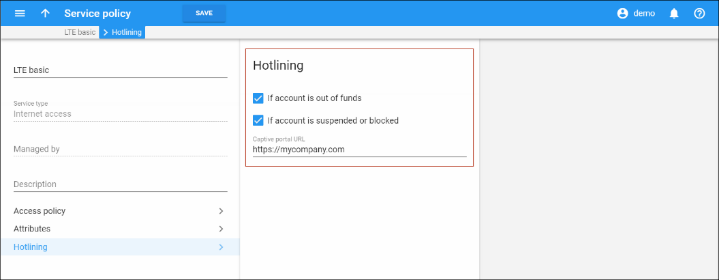 Service policy
SAVE
demo
LTE basic
Hotlining
LTE basic
Service type
Internet access
Managed by
Description
Access policy
Attributes
Hotlining
Hotlining
If account is out of funds
If account is suspended or blocked
Captive portal URL
https://mycompany.com